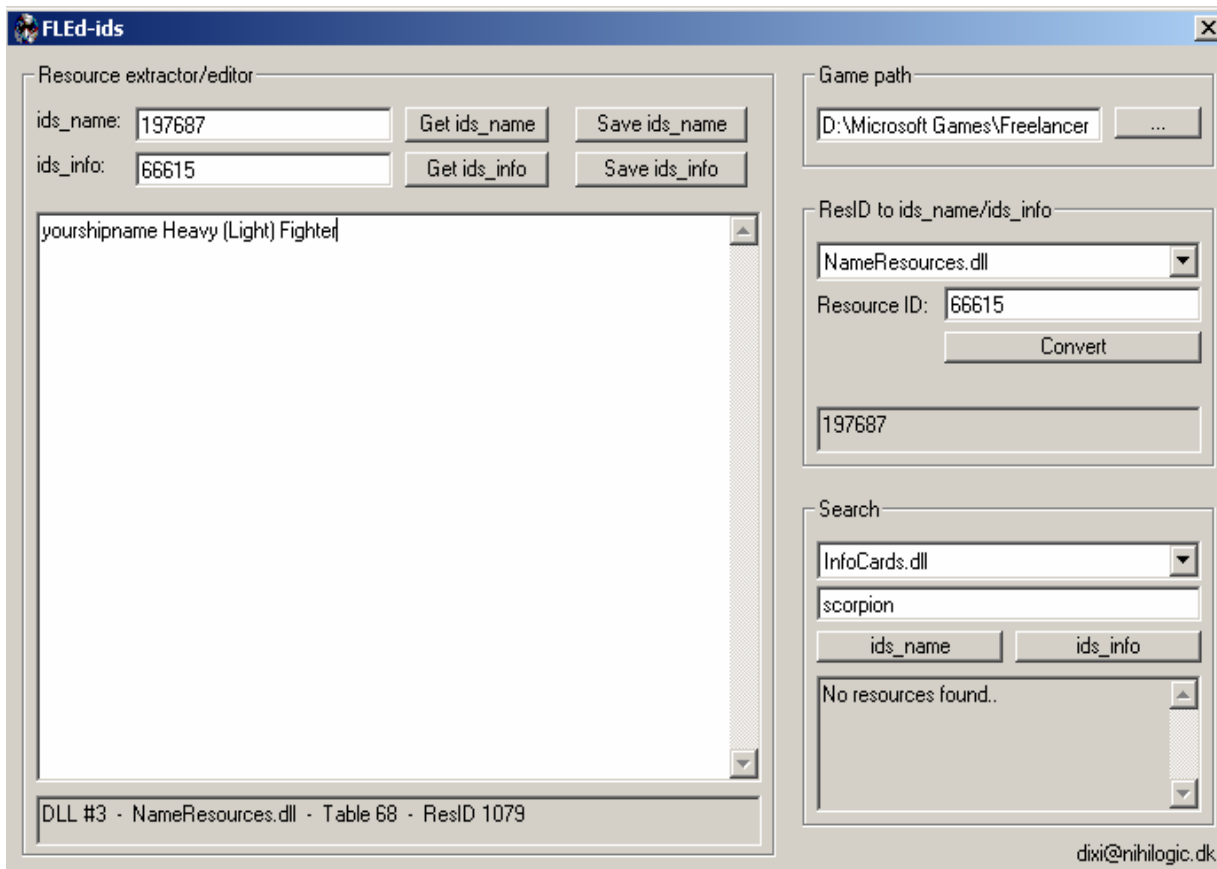 FLEd-ids
Resource extractor/editor
ids_name: 197687 Get ids_name Save ids_name
ids_info: 66615 Get ids_info Save ids_info
yourshipname Heavy (Light) Fighter
DLL #3 - NameResources.dll - Table 68 - ResID 1079
Game path
D:\Microsoft Games\Freelancer ...
ResID to ids_name/ids_info
NameResources.dll
Resource ID: 66615
Convert
197687
Search
InfoCards.dll
scorpion
ids_name ids_info
No resources found..
dixi@nihilogic.dk